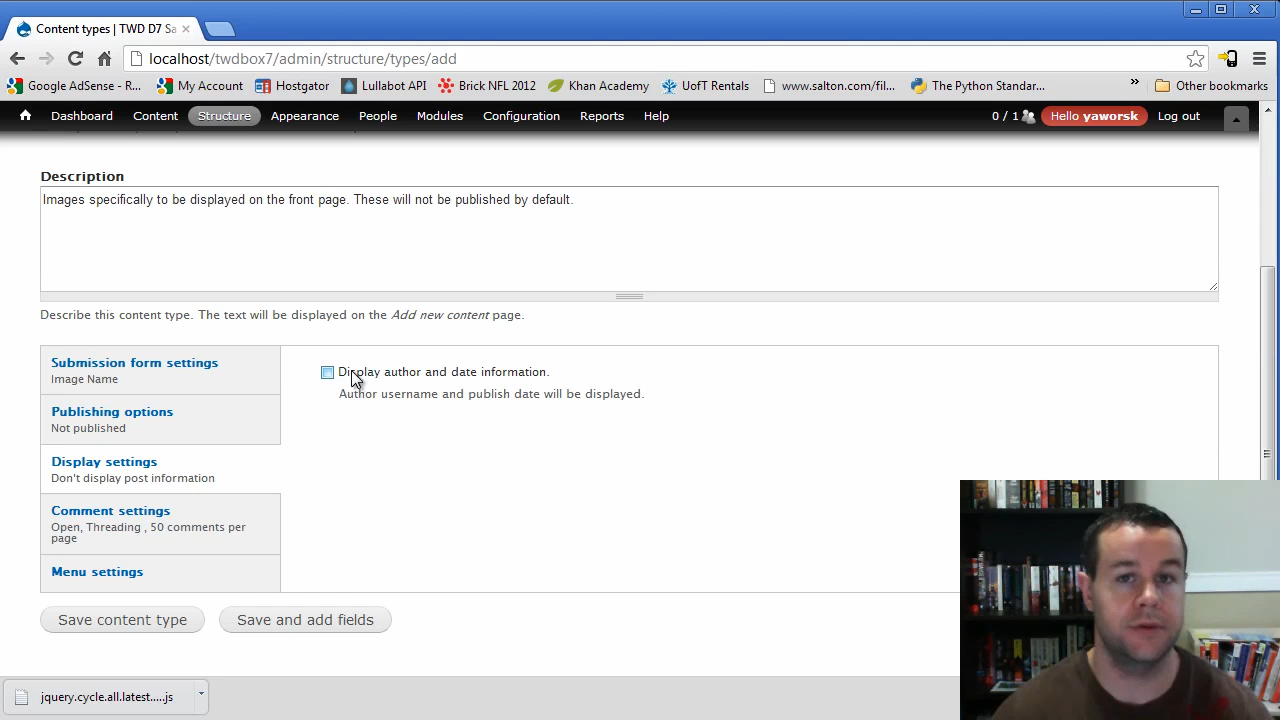 Content types | TWD D7 Sa
localhost/twdbox7/admin/structure/types/add
Google AdSense - R... My Account Hostgator Lullabot API Brick NFL 2012 Khan Academy UofT Rentals www.salton.com/fil... The Python Standar... » Other bookmarks
Dashboard Content Structure Appearance People Modules Configuration Reports Help 0 / 1 Hello yaworsk Log out
Description
Images specifically to be displayed on the front page. These will not be published by default.
Describe this content type. The text will be displayed on the Add new content page.
Submission form settings
Image Name
Display author and date information.
Author username and publish date will be displayed.
Publishing options
Not published
Display settings
Don't display post information
Comment settings
Open, Threading , 50 comments per
page
Menu settings
Save content type Save and add fields
jquery.cycle.all.latest.....js